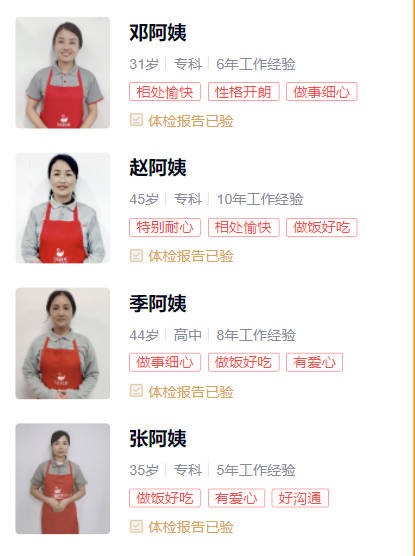 邓阿姨
31岁 专科 6年工作经验
相处愉快 性格开朗 做事细心
体检报告已验
赵阿姨
45岁 专科 10年工作经验
特别耐心 相处愉快 做饭好吃
体检报告已验
季阿姨
44岁 高中 8年工作经验
做事细心 做饭好吃 有爱心
体检报告已验
张阿姨
35岁 专科 5年工作经验
做饭好吃 有爱心 好沟通
体检报告已验